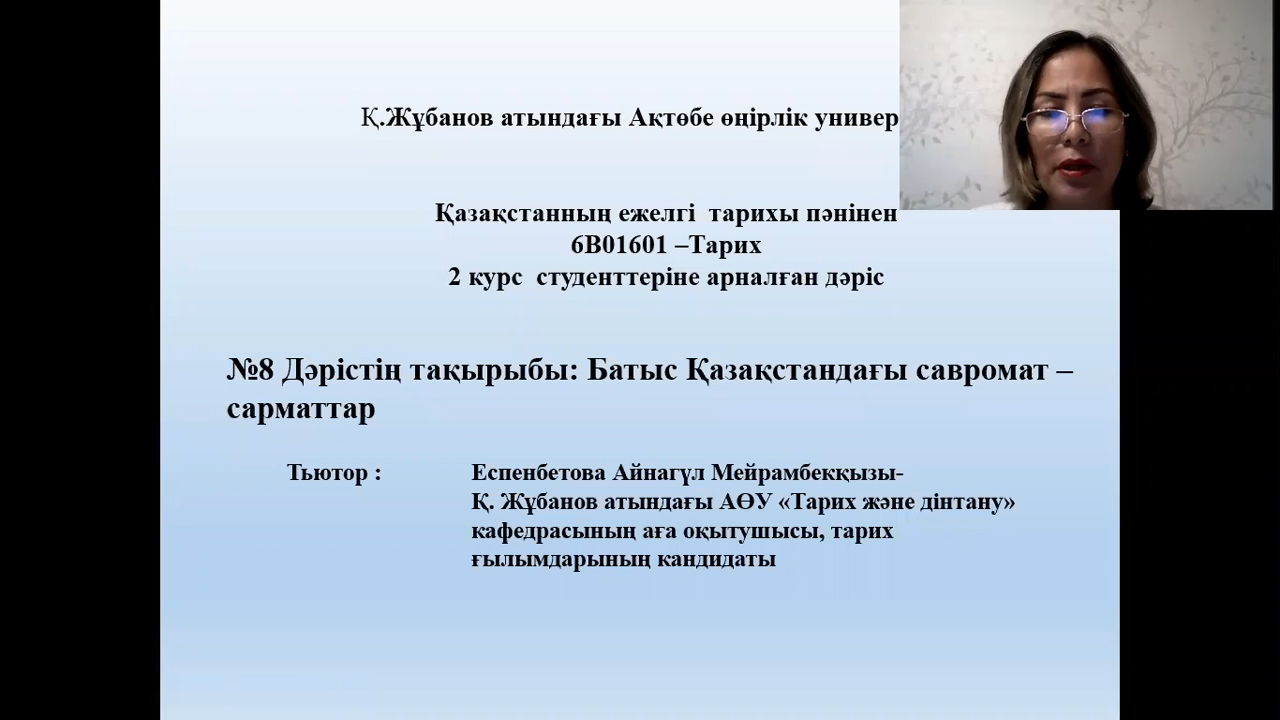 Қ.Жұбанов атындағы Ақтөбе өңірлік универ
Қазақстанның ежелгі тарихы пәнінен
6В01601 –Тарих
2 курс студенттеріне арналған дәріс
№8 Дәрістің тақырыбы: Батыс Қазақстандағы савромат –
сарматтар
Тьютор : Еспенбетова Айнагүл Мейрамбекқызы-
Қ. Жұбанов атындағы АӨУ «Тарих және дінтану»
кафедрасының аға оқытушысы, тарих
ғылымдарының кандидаты